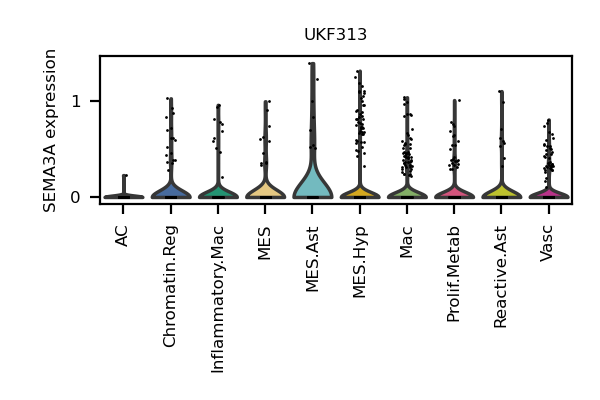 UKF313
SEMA3A expression
1
0
AC
Chromatin.Reg
Inflammatory.Mac
MES
MES.Ast
MES.Hyp
Mac
Prolif.Metab
Reactive.Ast
Vasc